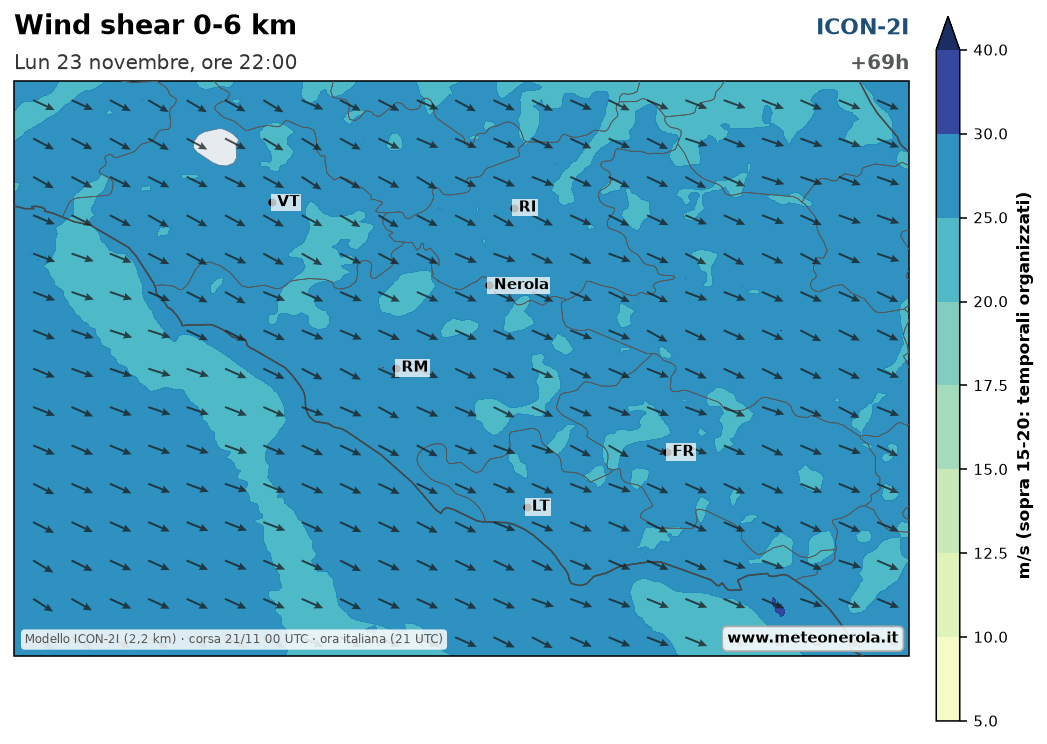 Wind shear 0-6 km
ICON-2I
Lun 23 novembre, ore 22:00
+69h
40.0
30.0
25.0
20.0
17.5
15.0
12.5
10.0
5.0
m/s (sopra 15-20: temporali organizzati)
VT
RI
Nerola
RM
FR
LT
Modello ICON-2I (2,2 km) · corsa 21/11 00 UTC · ora italiana (21 UTC)
www.meteonerola.it